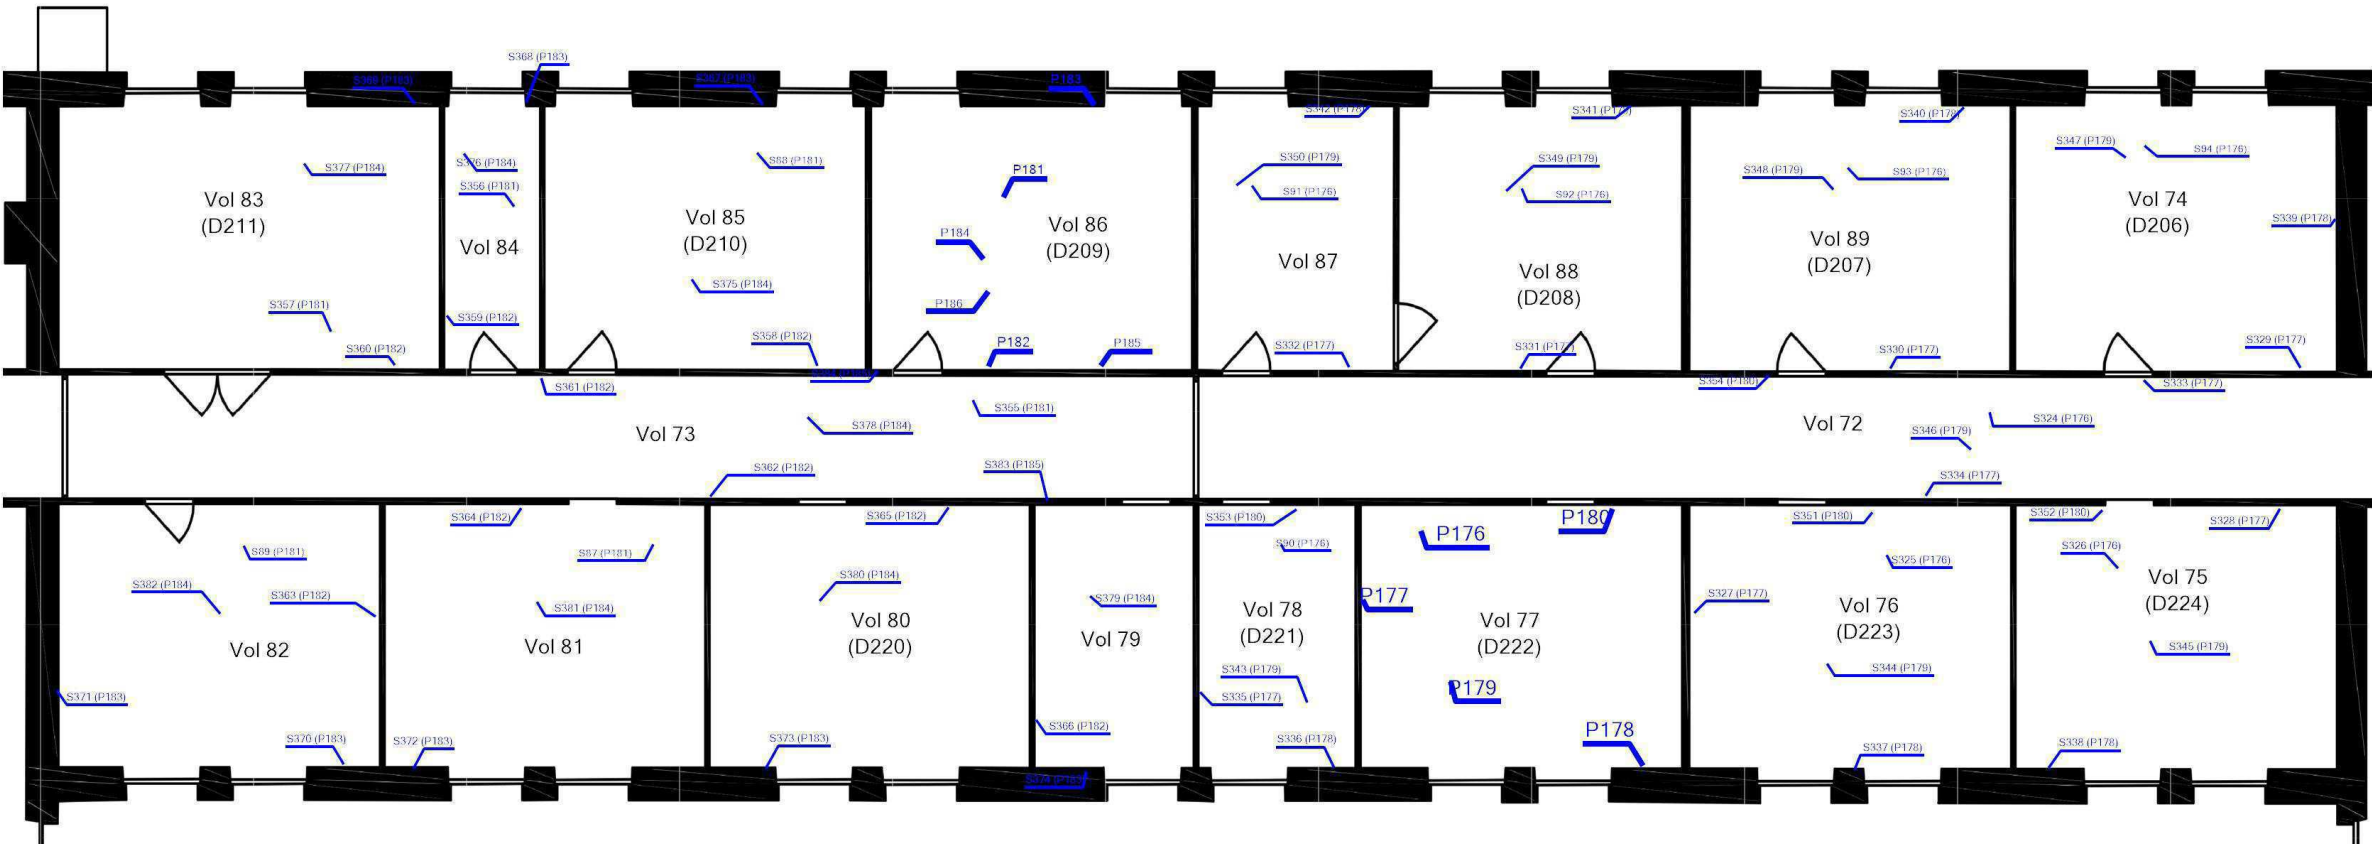 S368 (P183)
S369 (P183)
S367 (P183)
P183
S342 (P178)
S341 (P178)
S340 (P178)
S377 (P184)
S376 (P184)
S356 (P181)
S88 (P181)
P181
S350 (P179)
S91 (P176)
S349 (P179)
S92 (P176)
S348 (P179)
S93 (P176)
S347 (P179)
S94 (P176)
S339 (P178)
Vol 83
(D211)
Vol 84
Vol 85
(D210)
P184
Vol 86
(D209)
Vol 87
Vol 88
(D208)
Vol 89
(D207)
Vol 74
(D206)
S357 (P181)
S359 (P182)
S375 (P184)
P186
S360 (P182)
S358 (P182)
P182
P185
S332 (P177)
S331 (P177)
S330 (P177)
S329 (P177)
S361 (P182)
S355 (P181)
S354 (P180)
S333 (P177)
Vol 73
S378 (P184)
Vol 72
S324 (P176)
S346 (P179)
S362 (P182)
S383 (P185)
S334 (P177)
S364 (P182)
S365 (P182)
S353 (P180)
P180
S351 (P180)
S352 (P180)
S328 (P177)
S89 (P181)
S87 (P181)
S90 (P176)
P176
S325 (P176)
S326 (P176)
S382 (P184)
S363 (P182)
S381 (P184)
S380 (P184)
S379 (P184)
P177
S327 (P177)
Vol 82
Vol 81
Vol 80
(D220)
Vol 79
Vol 78
(D221)
Vol 77
(D222)
Vol 76
(D223)
Vol 75
(D224)
S371 (P183)
S343 (P179)
S335 (P177)
P179
S344 (P179)
S345 (P179)
S370 (P183)
S372 (P183)
S373 (P183)
S366 (P182)
S336 (P178)
P178
S337 (P178)
S338 (P178)
S374 (P183)